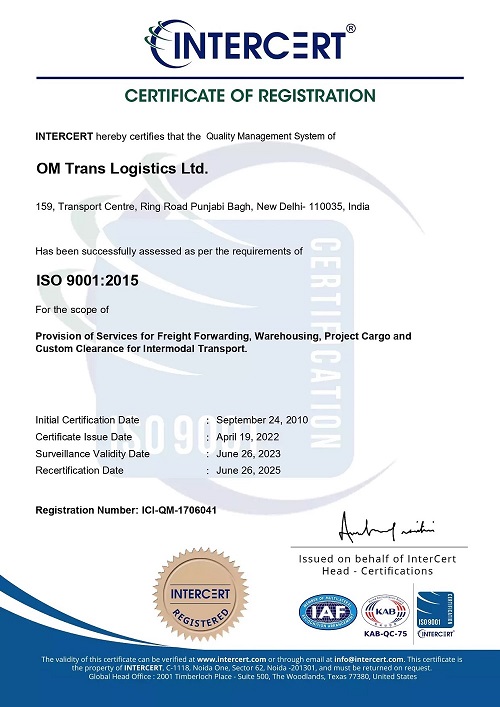 INTERCERT®
CERTIFICATE OF REGISTRATION
INTERCERT hereby certifies that the Quality Management System of
OM Trans Logistics Ltd.
159, Transport Centre, Ring Road Punjabi Bagh, New Delhi- 110035, India
Has been successfully assessed as per the requirements of
ISO 9001:2015
For the scope of
Provision of Services for Freight Forwarding, Warehousing, Project Cargo and
Custom Clearance for Intermodal Transport.
CERTIFICATION
ISO 9001
Initial Certification Date : September 24, 2010
Certificate Issue Date : April 19, 2022
Surveillance Validity Date : June 26, 2023
Recertification Date : June 26, 2025
Registration Number: ICI-QM-1706041
Issued on behalf of InterCert
Head - Certifications
INTERCERT
REGISTERED
IAF
KAB
KAB-QC-75
ISO 9001
CERTIFICATION
INTERCERT
The validity of this certificate can be verified at www.intercert.com or through email at info@intercert.com. This certificate is
the property of INTERCERT, C-1118, Noida One, Sector 62, Noida -201301, and must be returned on request.
Global Head Office : 2001 Timberloch Place - Suite 500, The Woodlands, Texas 77380, United States